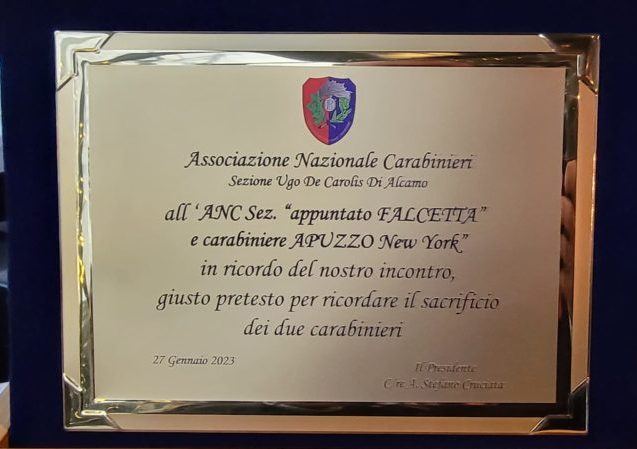 Associazione Nazionale Carabinieri
Sezione Ugo De Carolis Di Alcamo
all 'ANC Sez. "appuntato FALCETTA"
e carabiniere APUZZO New York"
in ricordo del nostro incontro,
giusto pretesto per ricordare il sacrificio
dei due carabinieri
27 Gennaio 2023
Il Presidente
C/re A. Stefano Cruciata